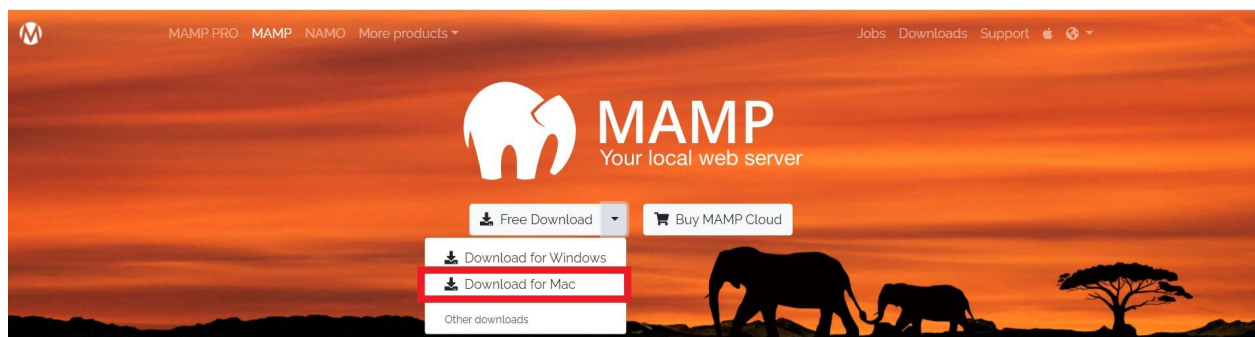 MAMP PRO MAMP NAMO More products Jobs Downloads Support
MAMP
Your local web server
Free Download Buy MAMP Cloud
Download for Windows
Download for Mac
Other downloads